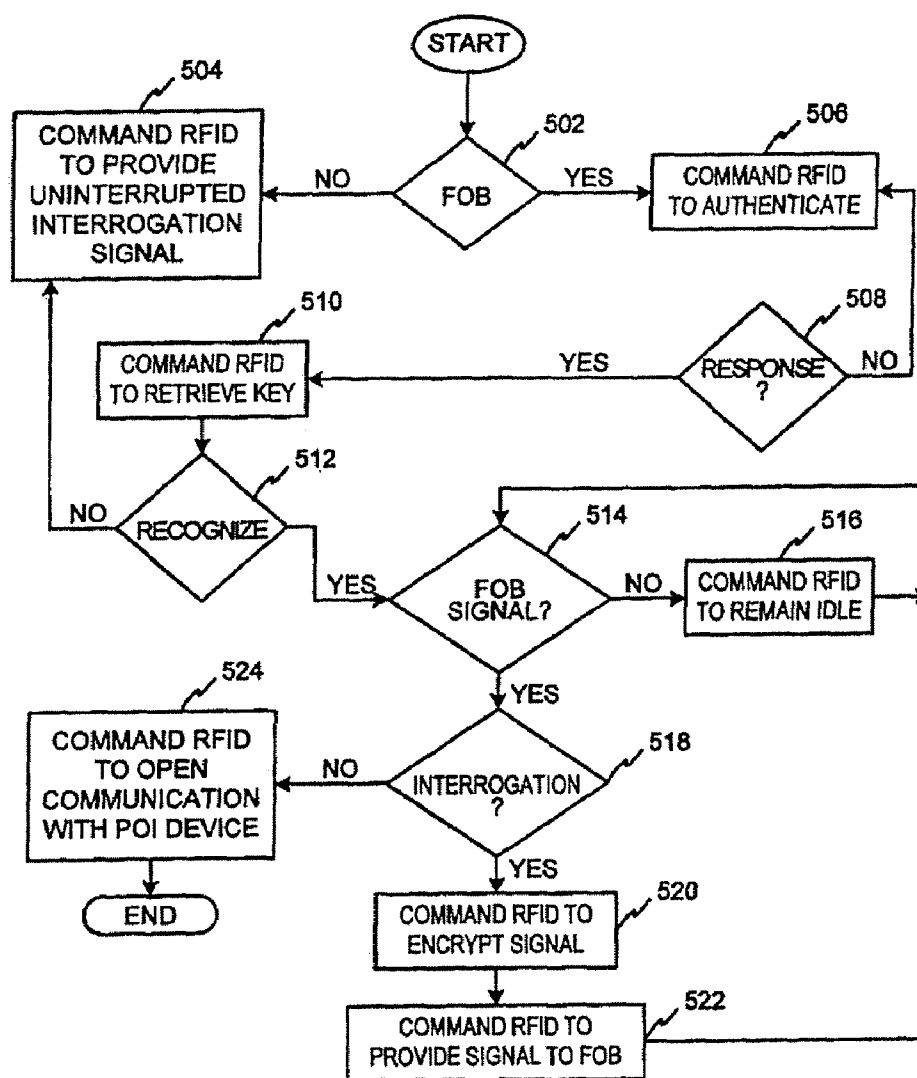 START
504
502
506
COMMAND RFID
TO PROVIDE
UNINTERRUPTED
INTERROGATION
SIGNAL
NO
FOB
YES
COMMAND RFID
TO AUTHENTICATE
510
508
COMMAND RFID
TO RETRIEVE KEY
YES
RESPONSE
?
NO
512
NO
RECOGNIZE
YES
514
516
FOB
SIGNAL?
NO
COMMAND RFID
TO REMAIN IDLE
YES
524
518
COMMAND RFID
TO OPEN
COMMUNICATION
WITH POI DEVICE
NO
INTERROGATION
?
YES
END
520
COMMAND RFID TO
ENCRYPT SIGNAL
522
COMMAND RFID TO
PROVIDE SIGNAL TO FOB